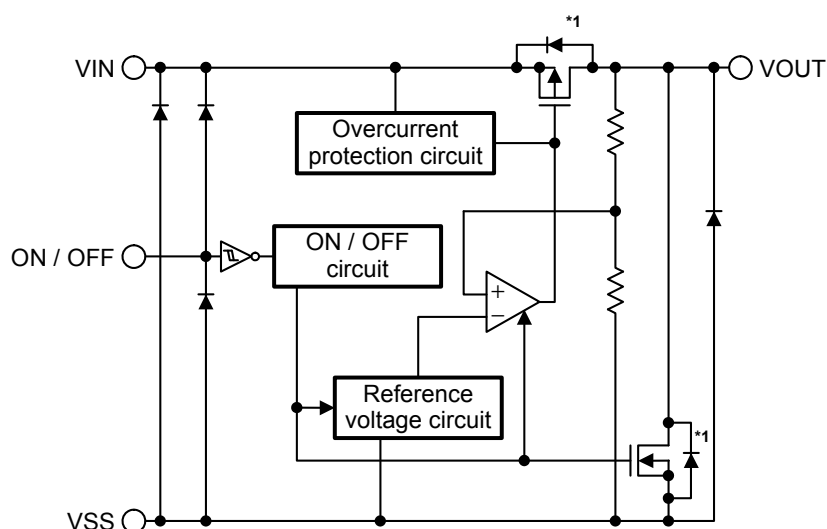 *1
VIN
VOUT
Overcurrent
protection circuit
ON / OFF
ON / OFF
circuit
+
−
Reference
voltage circuit
*1
VSS